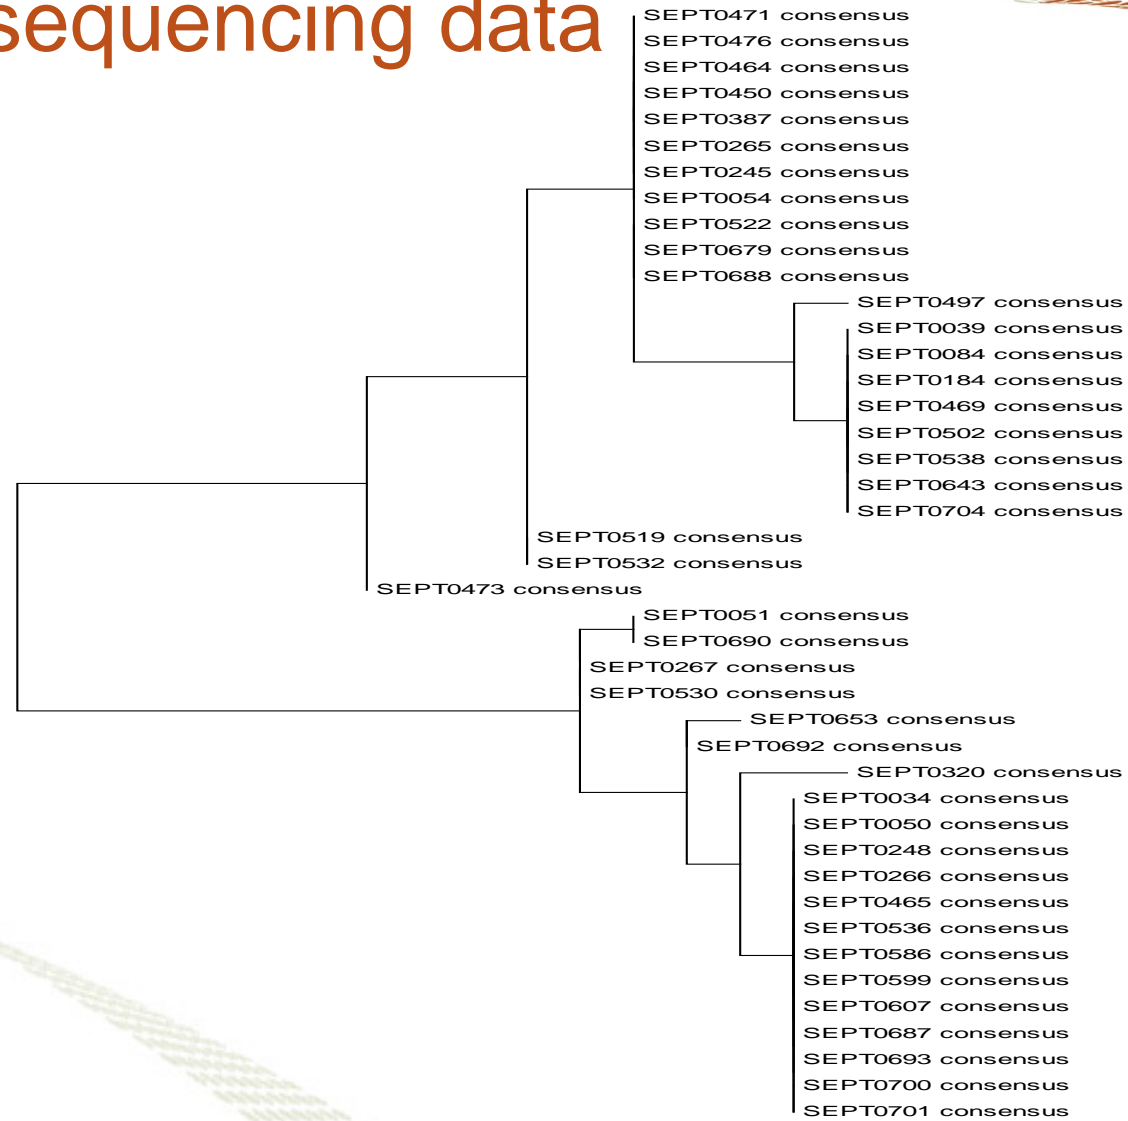 sequencing data
SEPT0471 consensus
SEPT0476 consensus
SEPT0464 consensus
SEPT0450 consensus
SEPT0387 consensus
SEPT0265 consensus
SEPT0245 consensus
SEPT0054 consensus
SEPT0522 consensus
SEPT0679 consensus
SEPT0688 consensus
SEPT0497 consensus
SEPT0039 consensus
SEPT0084 consensus
SEPT0184 consensus
SEPT0469 consensus
SEPT0502 consensus
SEPT0538 consensus
SEPT0643 consensus
SEPT0704 consensus
SEPT0519 consensus
SEPT0532 consensus
SEPT0473 consensus
SEPT0051 consensus
SEPT0690 consensus
SEPT0267 consensus
SEPT0530 consensus
SEPT0653 consensus
SEPT0692 consensus
SEPT0320 consensus
SEPT0034 consensus
SEPT0050 consensus
SEPT0248 consensus
SEPT0266 consensus
SEPT0465 consensus
SEPT0536 consensus
SEPT0586 consensus
SEPT0599 consensus
SEPT0607 consensus
SEPT0687 consensus
SEPT0693 consensus
SEPT0700 consensus
SEPT0701 consensus